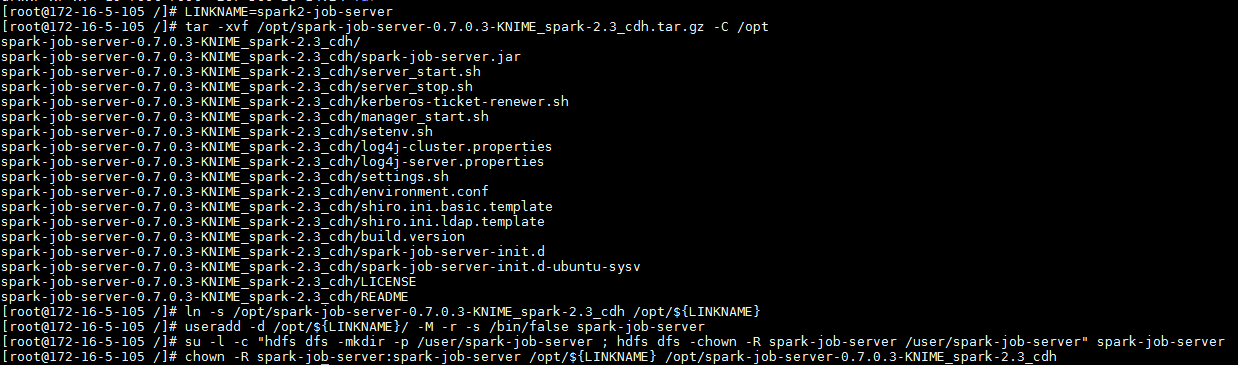 [root@172-16-5-105 /]# LINKNAME=spark2-job-server
[root@172-16-5-105 /]# tar -xvf /opt/spark-job-server-0.7.0.3-KNIME_spark-2.3_cdh.tar.gz -C /opt
spark-job-server-0.7.0.3-KNIME_spark-2.3_cdh/
spark-job-server-0.7.0.3-KNIME_spark-2.3_cdh/spark-job-server.jar
spark-job-server-0.7.0.3-KNIME_spark-2.3_cdh/server_start.sh
spark-job-server-0.7.0.3-KNIME_spark-2.3_cdh/server_stop.sh
spark-job-server-0.7.0.3-KNIME_spark-2.3_cdh/kerberos-ticket-renewer.sh
spark-job-server-0.7.0.3-KNIME_spark-2.3_cdh/manager_start.sh
spark-job-server-0.7.0.3-KNIME_spark-2.3_cdh/setenv.sh
spark-job-server-0.7.0.3-KNIME_spark-2.3_cdh/log4j-cluster.properties
spark-job-server-0.7.0.3-KNIME_spark-2.3_cdh/log4j-server.properties
spark-job-server-0.7.0.3-KNIME_spark-2.3_cdh/settings.sh
spark-job-server-0.7.0.3-KNIME_spark-2.3_cdh/environment.conf
spark-job-server-0.7.0.3-KNIME_spark-2.3_cdh/shiro.ini.basic.template
spark-job-server-0.7.0.3-KNIME_spark-2.3_cdh/shiro.ini.ldap.template
spark-job-server-0.7.0.3-KNIME_spark-2.3_cdh/build.version
spark-job-server-0.7.0.3-KNIME_spark-2.3_cdh/spark-job-server-init.d
spark-job-server-0.7.0.3-KNIME_spark-2.3_cdh/spark-job-server-init.d-ubuntu-sysv
spark-job-server-0.7.0.3-KNIME_spark-2.3_cdh/LICENSE
spark-job-server-0.7.0.3-KNIME_spark-2.3_cdh/README
[root@172-16-5-105 /]# ln -s /opt/spark-job-server-0.7.0.3-KNIME_spark-2.3_cdh /opt/${LINKNAME}
[root@172-16-5-105 /]# useradd -d /opt/${LINKNAME}/ -M -r -s /bin/false spark-job-server
[root@172-16-5-105 /]# su -l -c "hdfs dfs -mkdir -p /user/spark-job-server ; hdfs dfs -chown -R spark-job-server /user/spark-job-server" spark-job-server
[root@172-16-5-105 /]# chown -R spark-job-server:spark-job-server /opt/${LINKNAME} /opt/spark-job-server-0.7.0.3-KNIME_spark-2.3_cdh